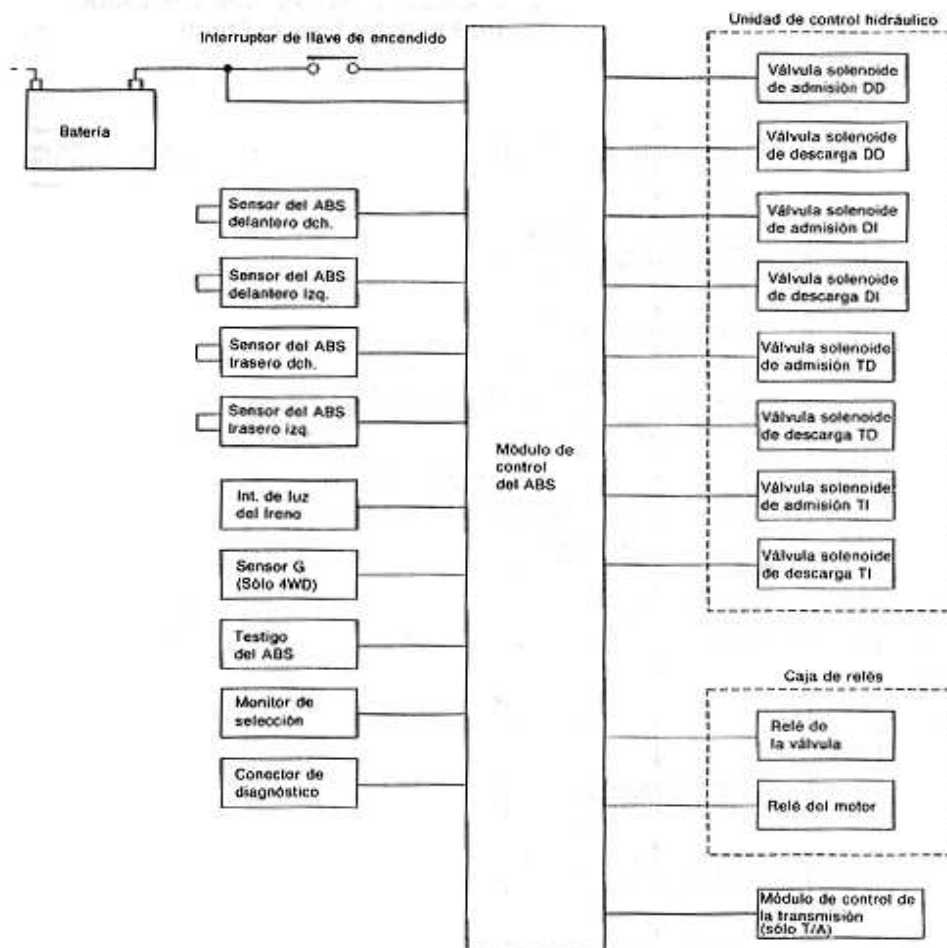 Interruptor de llave de encendido
Batería
Sensor del ABS
delantero dch.
Sensor del ABS
delantero izq.
Sensor del ABS
trasero dch.
Sensor del ABS
trasero izq.
Int. de luz
del freno
Sensor G
(Sólo 4WD)
Testigo
del ABS
Monitor de
selección
Conector de
diagnóstico
Módulo de
control
del ABS
Unidad de control hidráulico
Válvula solenoide
de admisión DD
Válvula solenoide
de descarga DD
Válvula solenoide
de admisión DI
Válvula solenoide
de descarga DI
Válvula solenoide
de admisión TD
Válvula solenoide
de descarga TD
Válvula solenoide
de admisión TI
Válvula solenoide
de descarga TI
Caja de relés
Relé de
la válvula
Relé del motor
Módulo de control de
la transmisión
(sólo T/A)